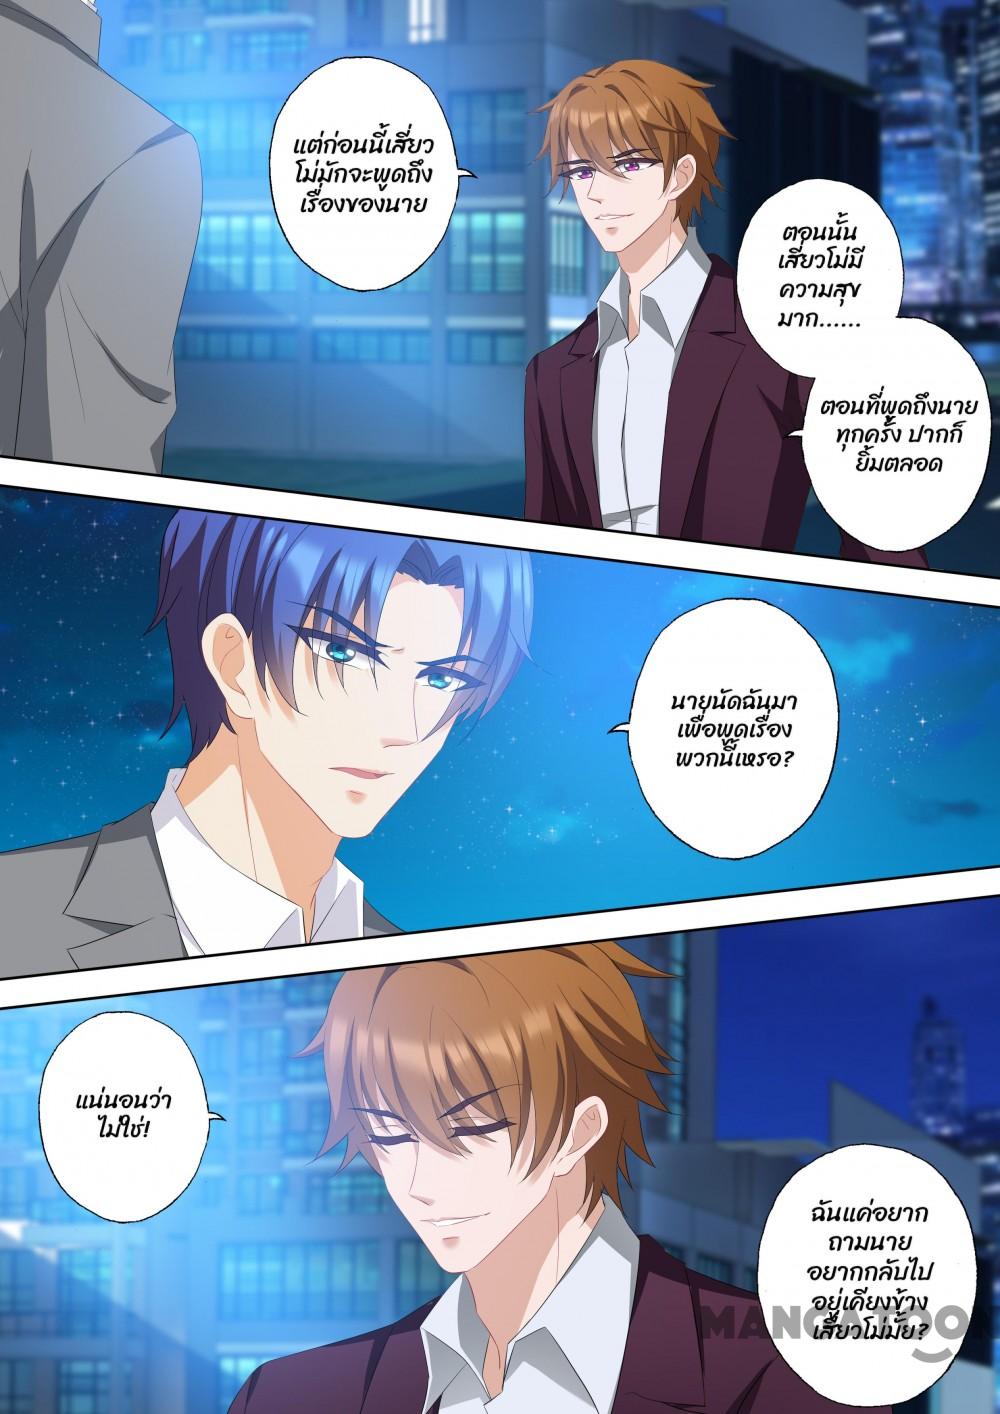 แต่ก่อนนี้เสี่ยว
โม่มักจะพูดถึง
เรื่องของนาย
ตอนนั้น
เสี่ยวโม่มี
ความสุข
มาก......
ตอนที่พูดถึงนาย
ทุกครั้ง ปากก็
ยิ้มตลอด
นายนัดฉันมา
เพื่อพูดเรื่อง
พวกนี้เหรอ?
แน่นอนว่า
ไม่ใช่!
ฉันแค่อยาก
ถามนาย
อยากกลับไป
อยู่เคียงข้าง
เสี่ยวโม่มั้ย?
MANGATOON